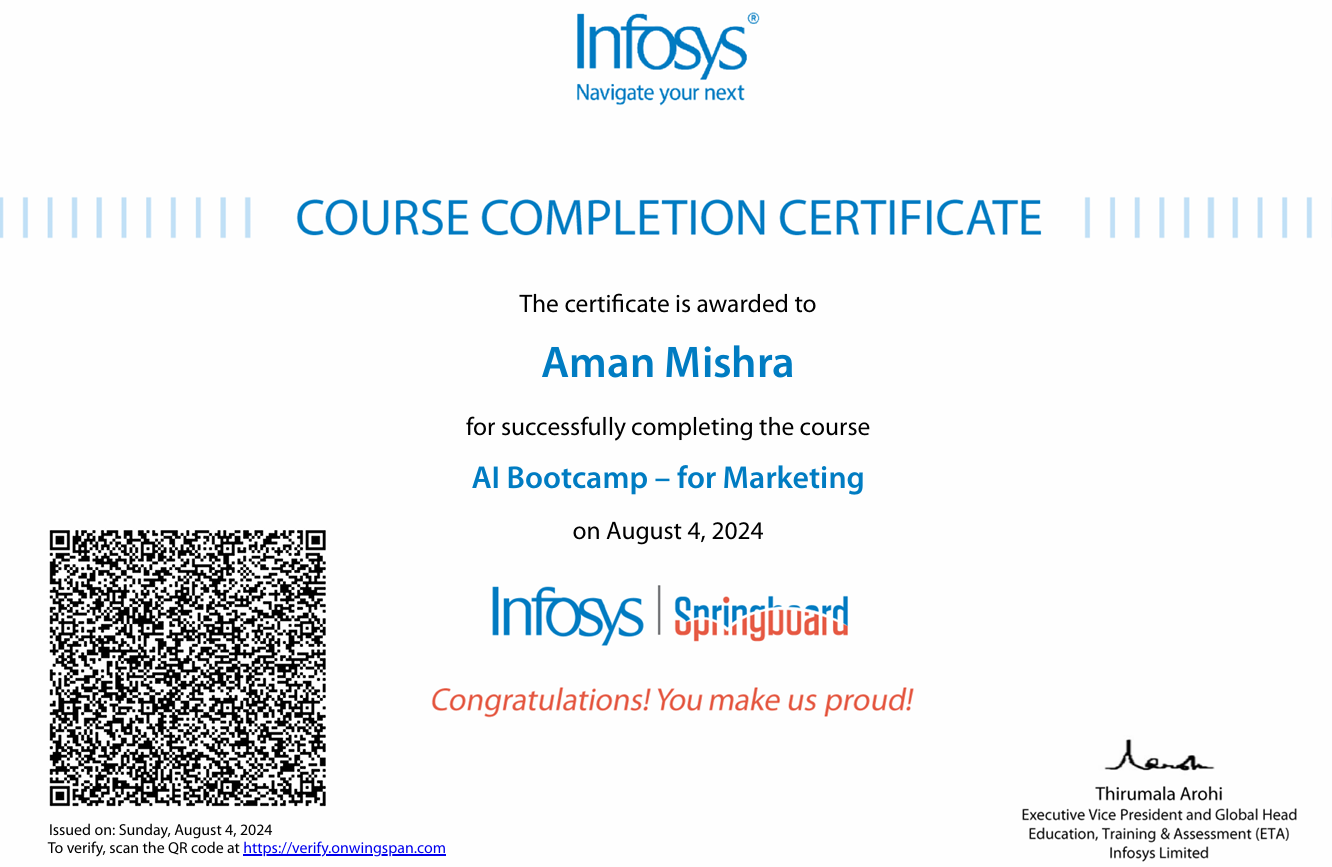 Infosys®
Navigate your next
COURSE COMPLETION CERTIFICATE
The certificate is awarded to
Aman Mishra
for successfully completing the course
AI Bootcamp – for Marketing
on August 4, 2024
Infosys | Springboard
Congratulations! You make us proud!
Issued on: Sunday, August 4, 2024
To verify, scan the QR code at https://verify.onwingspan.com
Thirumala Arohi
Executive Vice President and Global Head
Education, Training & Assessment (ETA)
Infosys Limited